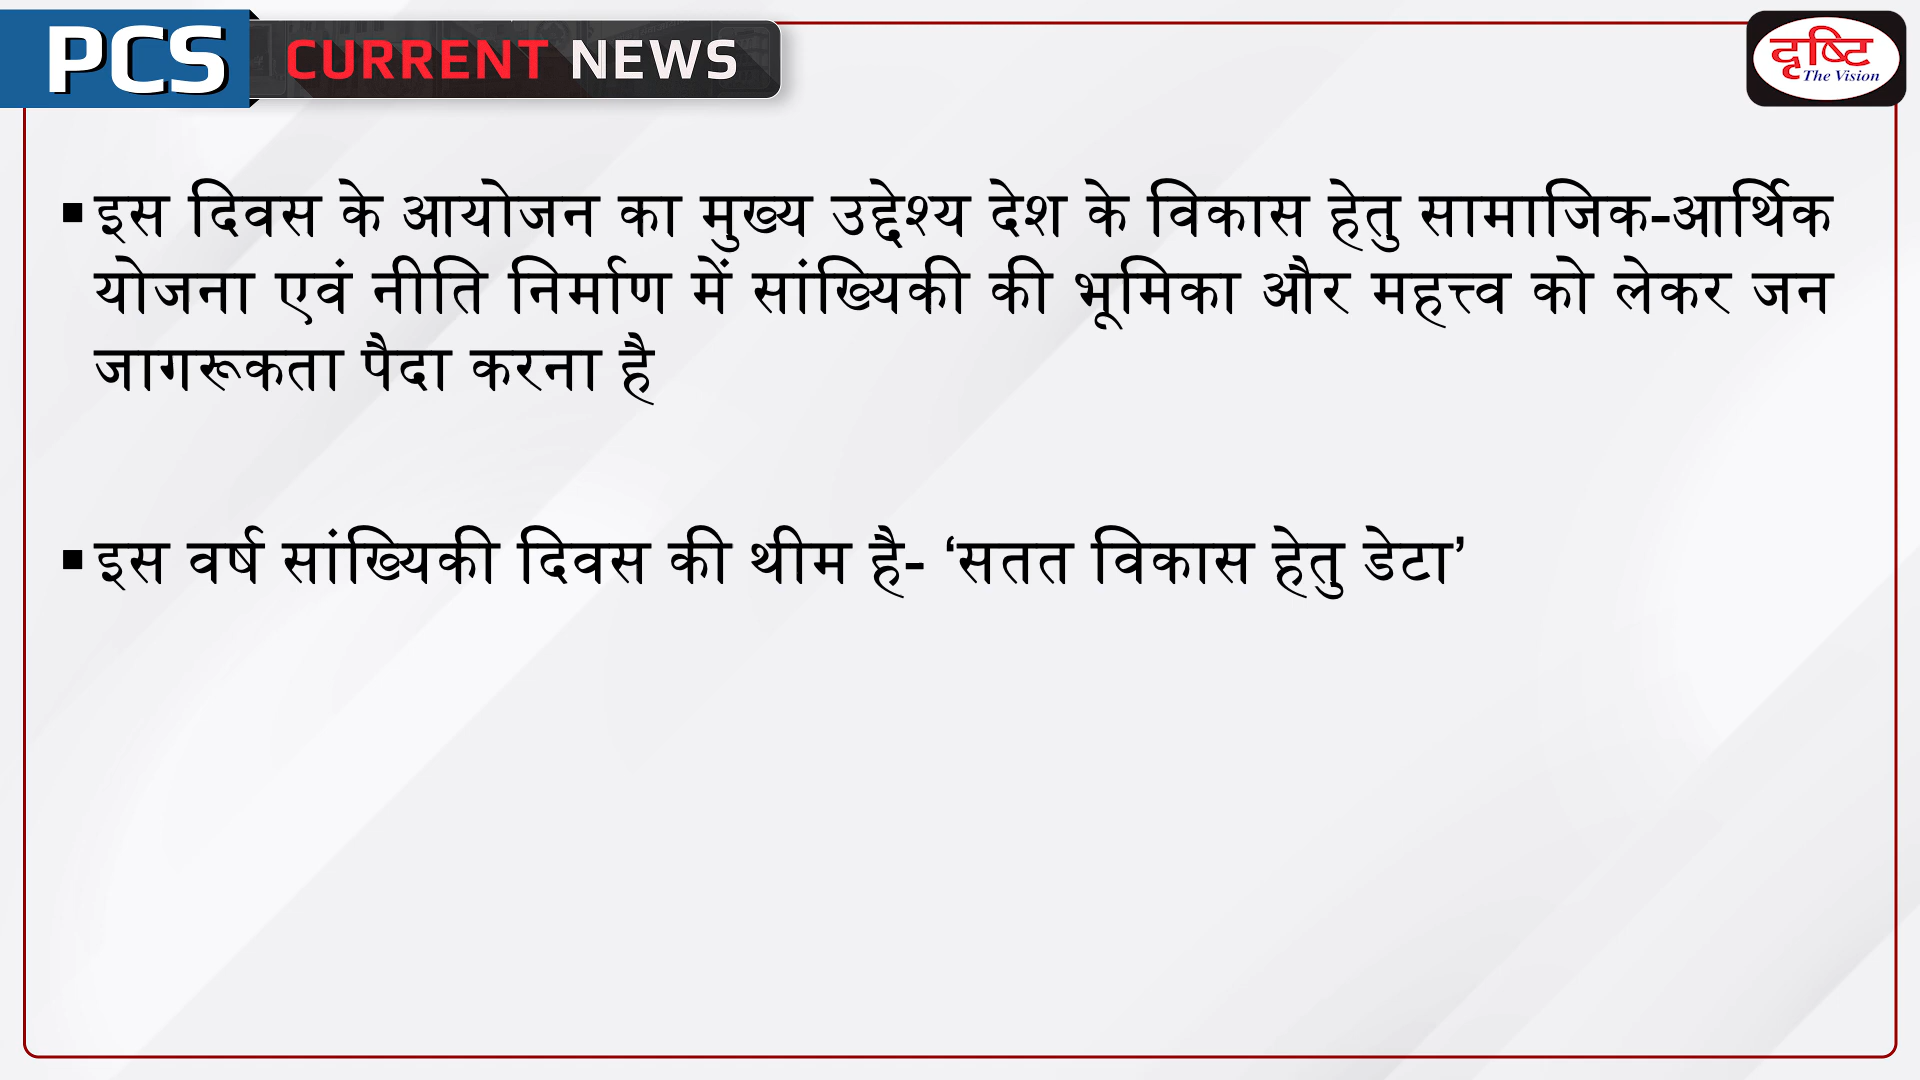 PCS CURRENT NEWS
दृष्टि
The Vision
▪इस दिवस के आयोजन का मुख्य उद्देश्य देश के विकास हेतु सामाजिक-आर्थिक
योजना एवं नीति निर्माण में सांख्यिकी की भूमिका और महत्त्व को लेकर जन
जागरूकता पैदा करना है
▪इस वर्ष सांख्यिकी दिवस की थीम है- ‘सतत विकास हेतु डेटा’